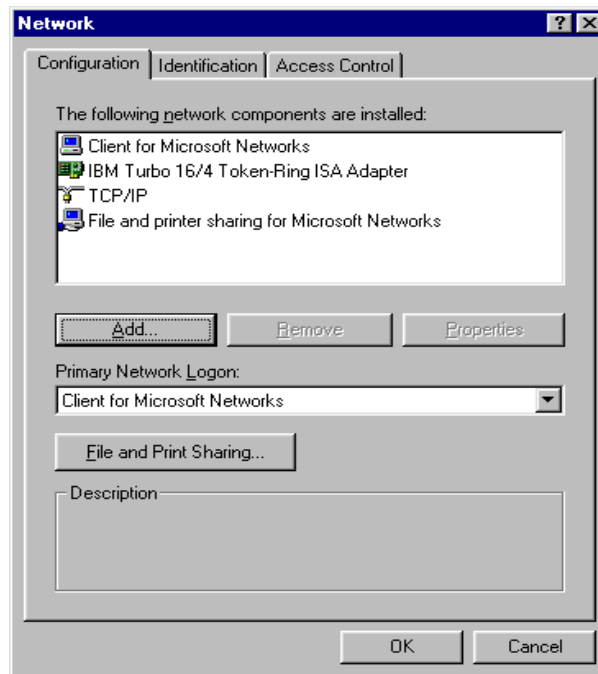 Network
Configuration Identification Access Control
The following network components are installed:
Client for Microsoft Networks
IBM Turbo 16/4 Token-Ring ISA Adapter
TCP/IP
File and printer sharing for Microsoft Networks
Add... Remove Properties
Primary Network Logon:
Client for Microsoft Networks
File and Print Sharing...
Description
OK Cancel